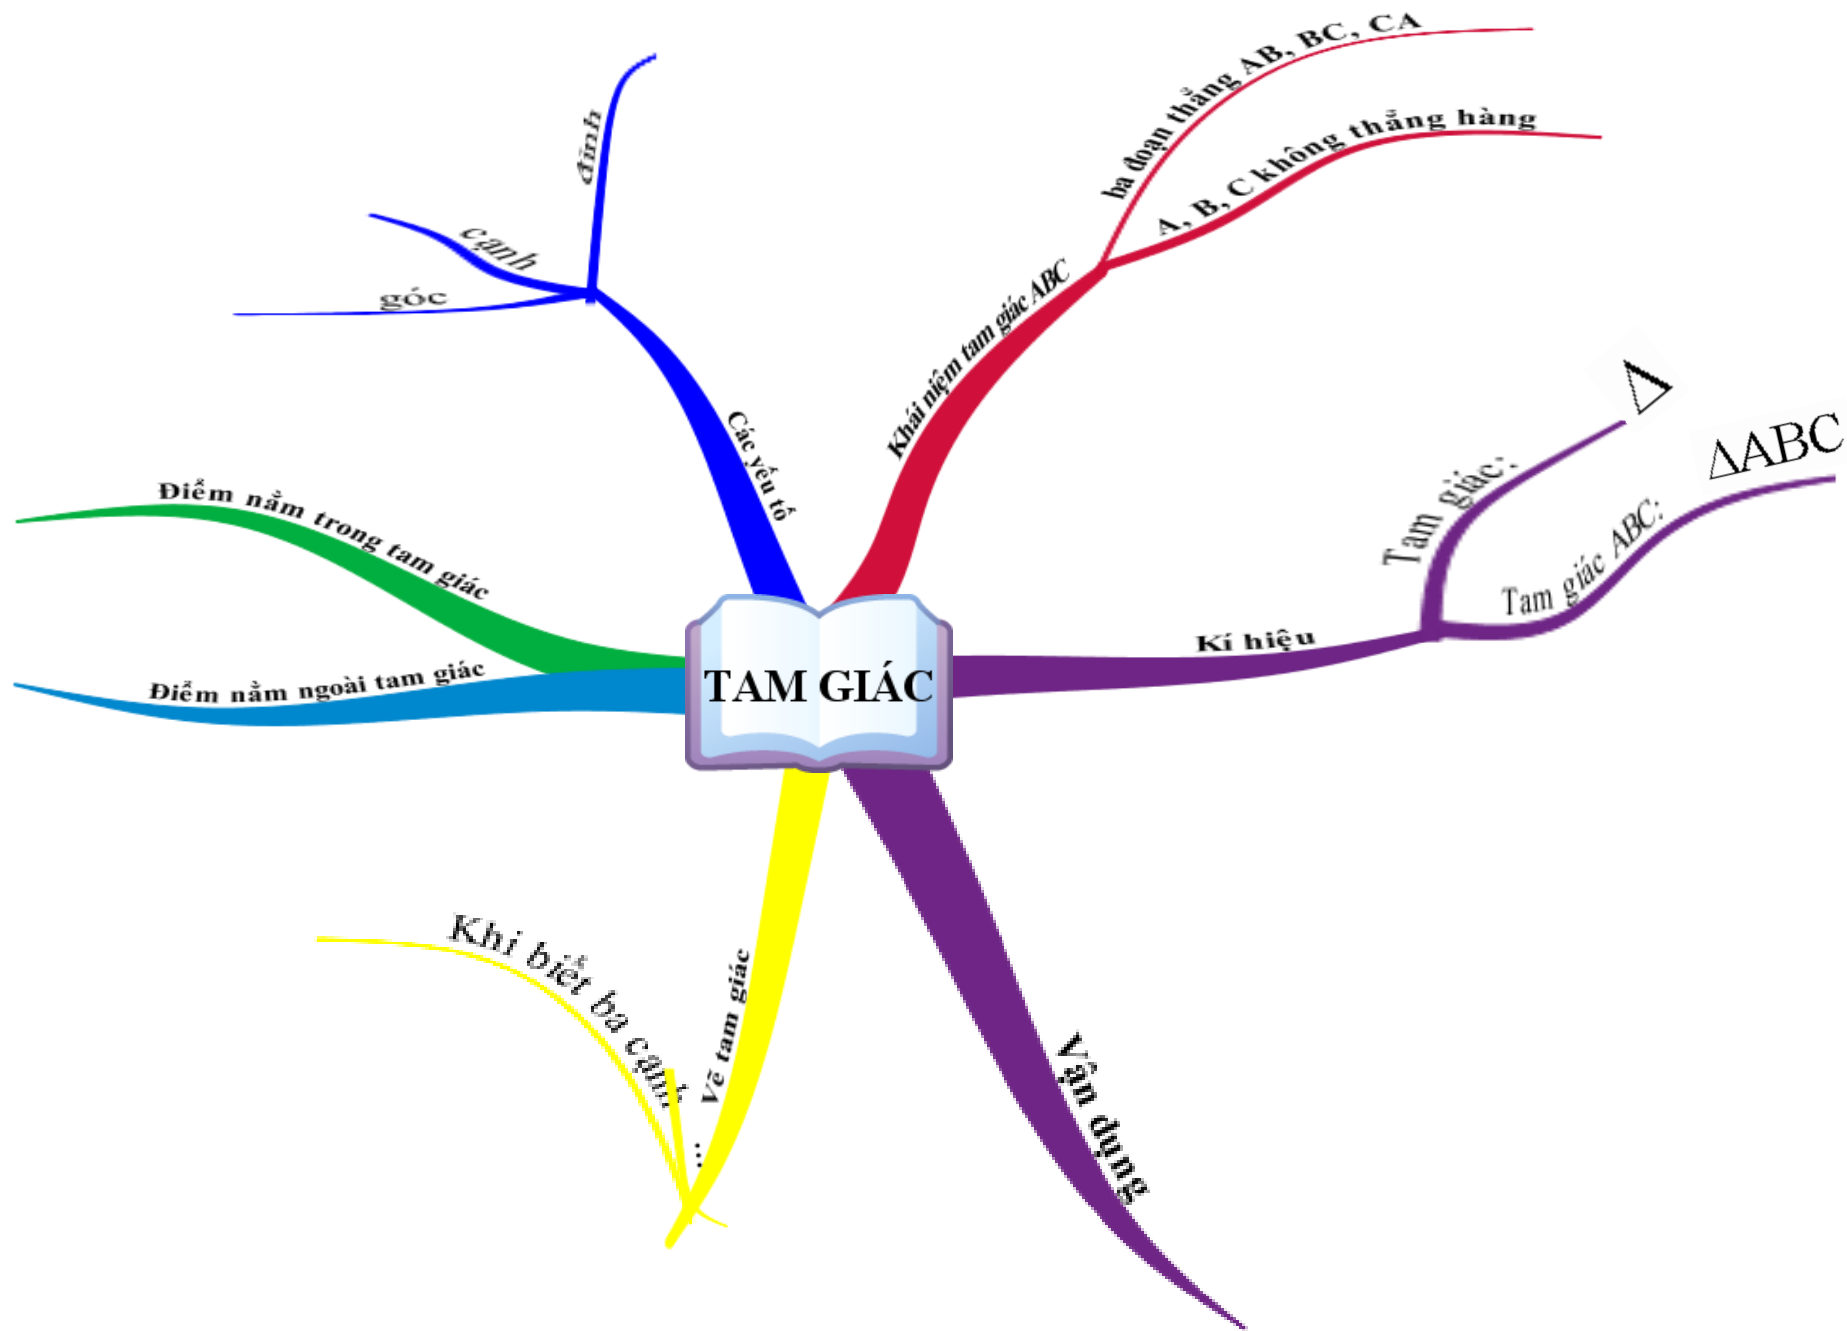 TAM GIÁC
Khái niệm tam giác ABC
ba đoạn thẳng AB, BC, CA
A, B, C không thẳng hàng
Kí hiệu
Tam giác:
Δ
Tam giác ABC:
ΔABC
Vận dụng
Vẽ tam giác
Khi biết ba cạnh
...
Điểm nằm ngoài tam giác
Điểm nằm trong tam giác
Các yếu tố
đỉnh
cạnh
góc